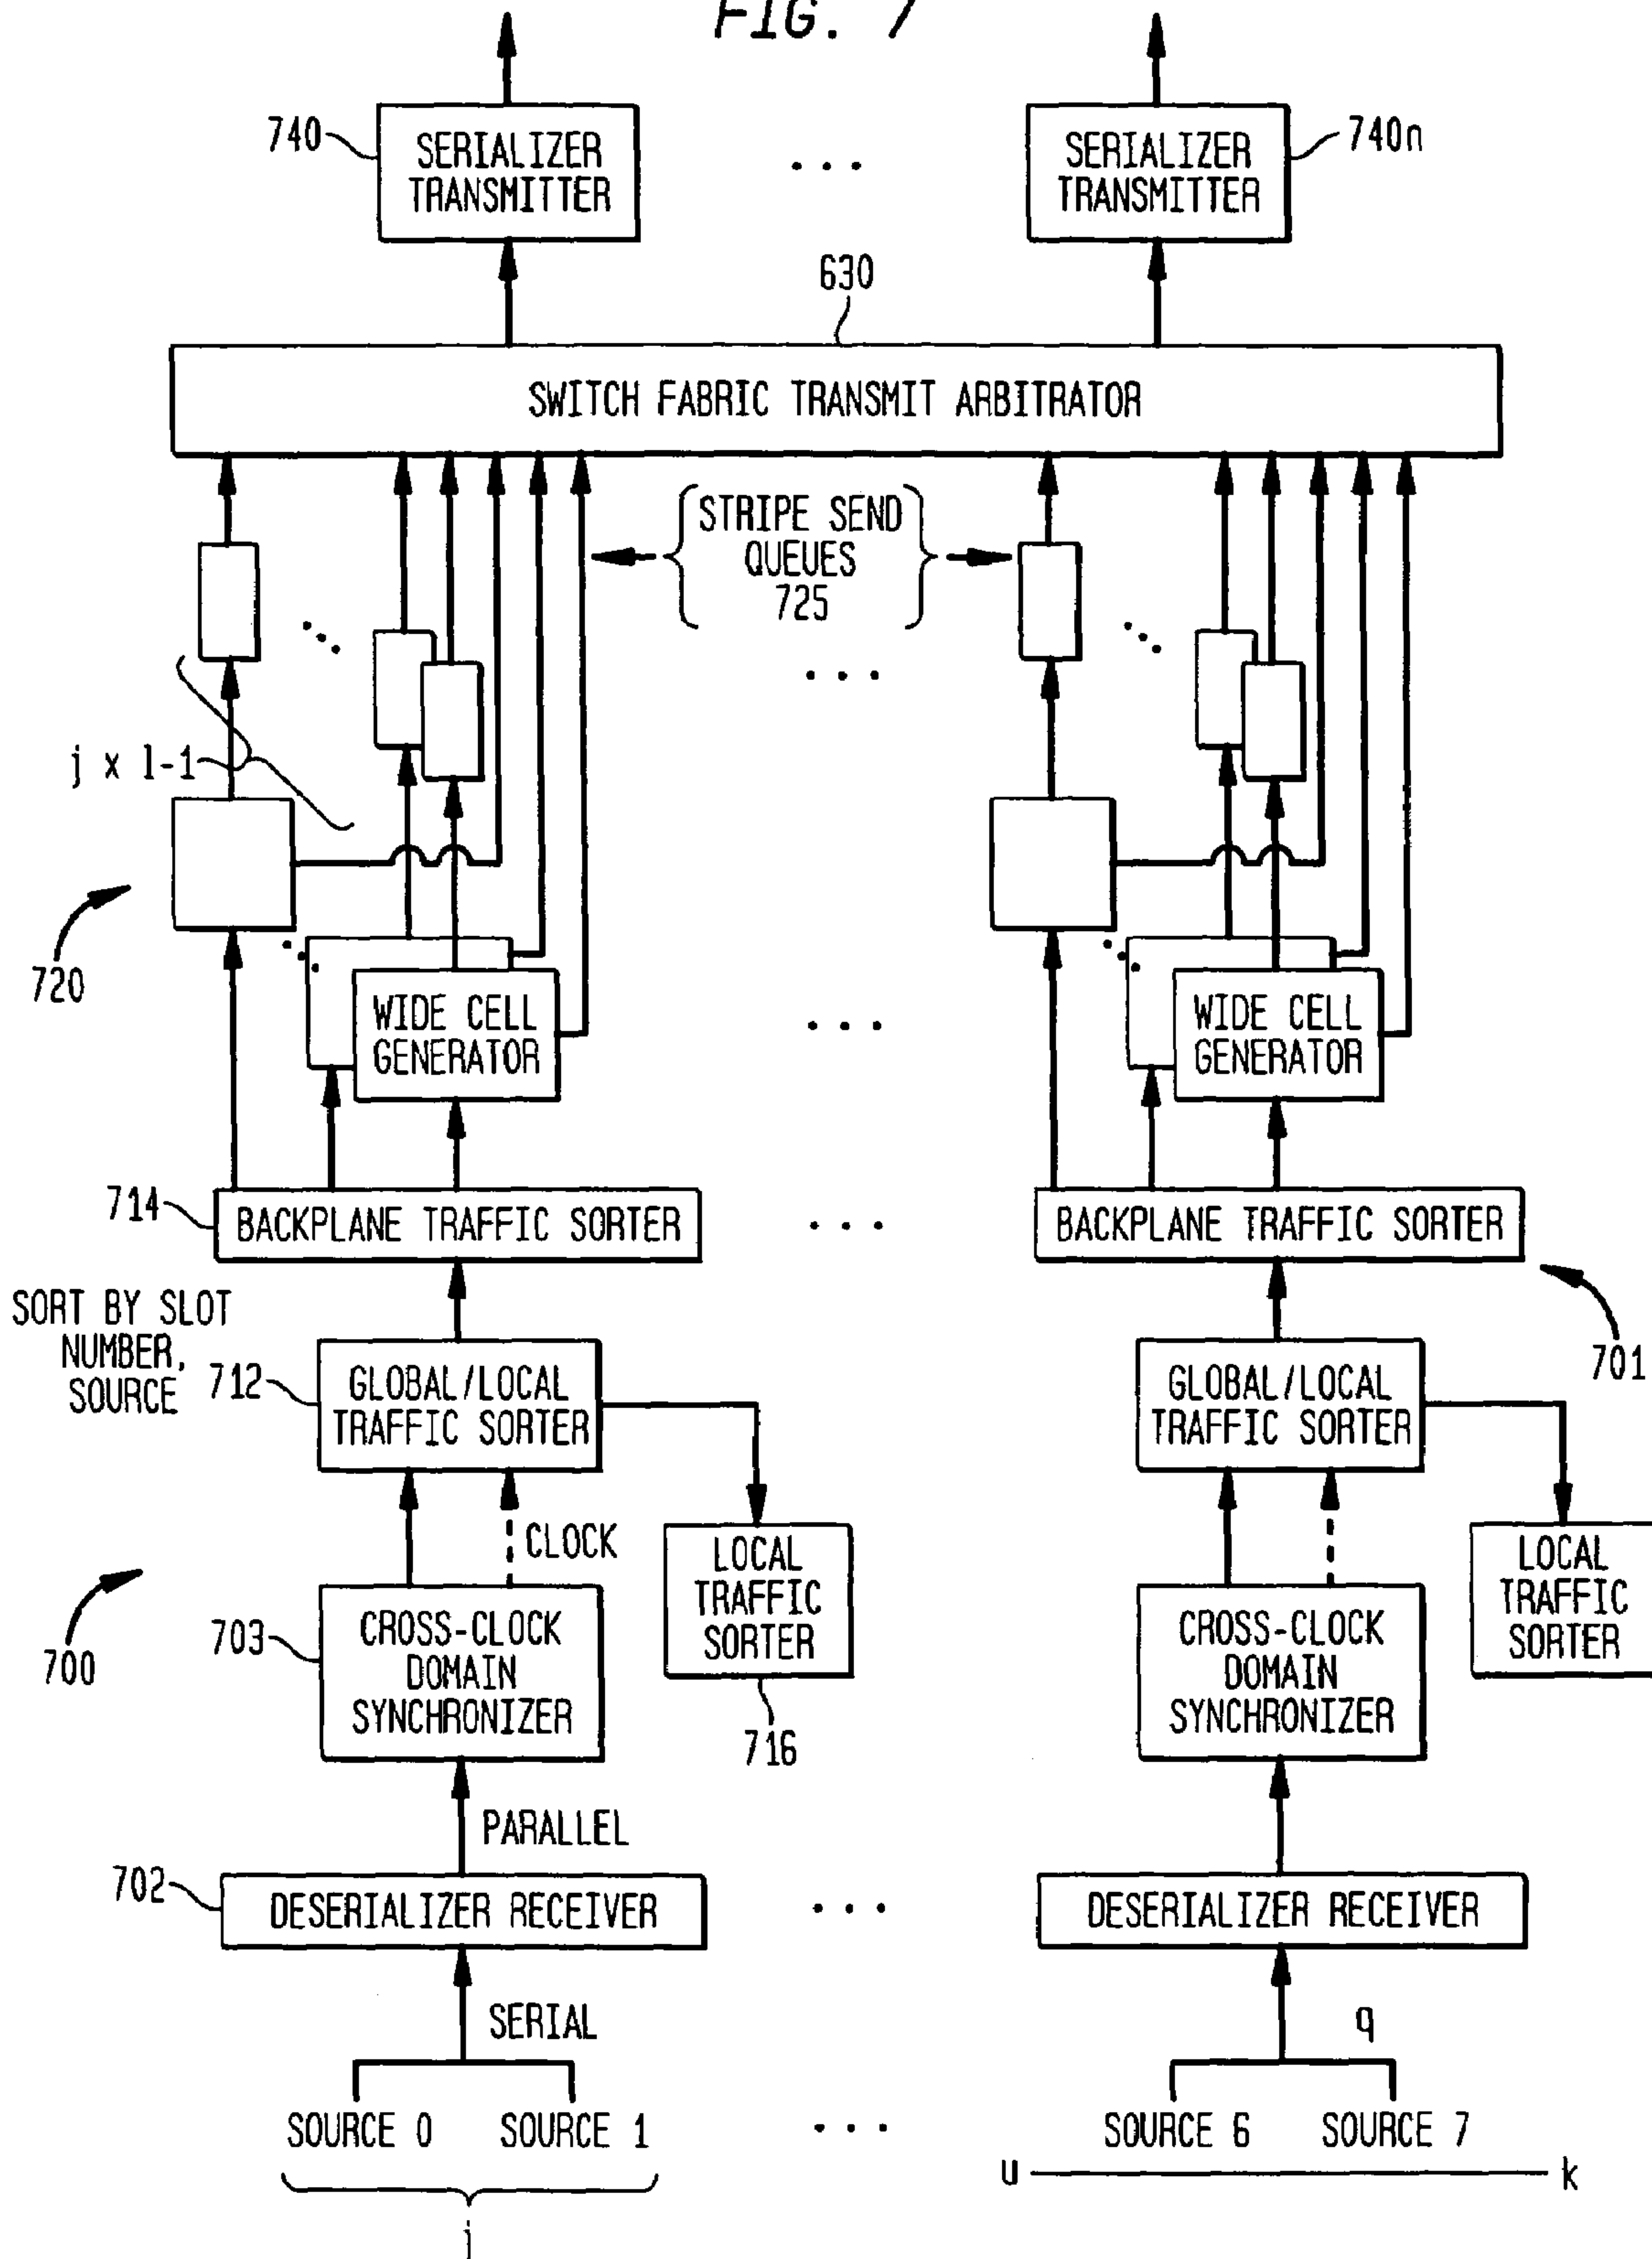 FIG. 7
740
SERIALIZER
TRANSMITTER
SERIALIZER
TRANSMITTER
740n
630
SWITCH FABRIC TRANSMIT ARBITRATOR
STRIPE SEND
QUEUES
725
j x l-1
720
WIDE CELL
GENERATOR
WIDE CELL
GENERATOR
714
BACKPLANE TRAFFIC SORTER
BACKPLANE TRAFFIC SORTER
701
SORT BY SLOT
NUMBER,
SOURCE
712
GLOBAL/LOCAL
TRAFFIC SORTER
GLOBAL/LOCAL
TRAFFIC SORTER
CLOCK
LOCAL
TRAFFIC
SORTER
716
LOCAL
TRAFFIC
SORTER
700
703
CROSS-CLOCK
DOMAIN
SYNCHRONIZER
CROSS-CLOCK
DOMAIN
SYNCHRONIZER
PARALLEL
702
DESERIALIZER RECEIVER
DESERIALIZER RECEIVER
SERIAL
q
SOURCE 0
SOURCE 1
SOURCE 6
SOURCE 7
u
k
j